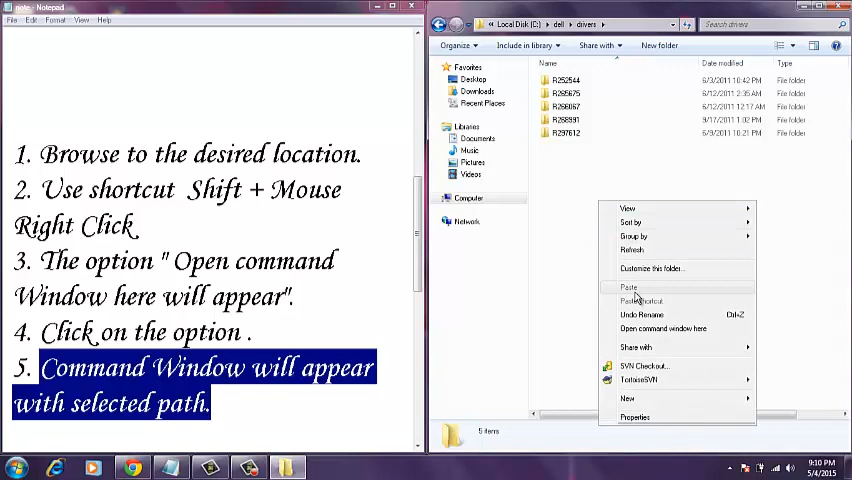 note - Notepad
File Edit Format View Help
1. Browse to the desired location.
2. Use shortcut Shift + Mouse
Right Click
3. The option " Open command
Window here will appear".
4. Click on the option .
5. Command Window will appear
with selected path.
Local Disk (C:) dell drivers
Search drivers
Organize Include in library Share with New folder
Favorites
Desktop
Downloads
Recent Places
Libraries
Documents
Music
Pictures
Videos
Computer
Network
Name Date modified Type
R252544 6/3/2011 10:42 PM File folder
R265675 6/12/2011 2:35 AM File folder
R266067 6/12/2011 12:17 AM File folder
R268991 9/17/2011 1:02 PM File folder
R297612 6/9/2011 10:21 PM File folder
View
Sort by
Group by
Refresh
Customize this folder...
Paste
Paste shortcut
Undo Rename Ctrl+Z
Open command window here
Share with
SVN Checkout...
TortoiseSVN
New
Properties
5 items
9:10 PM
5/4/2015